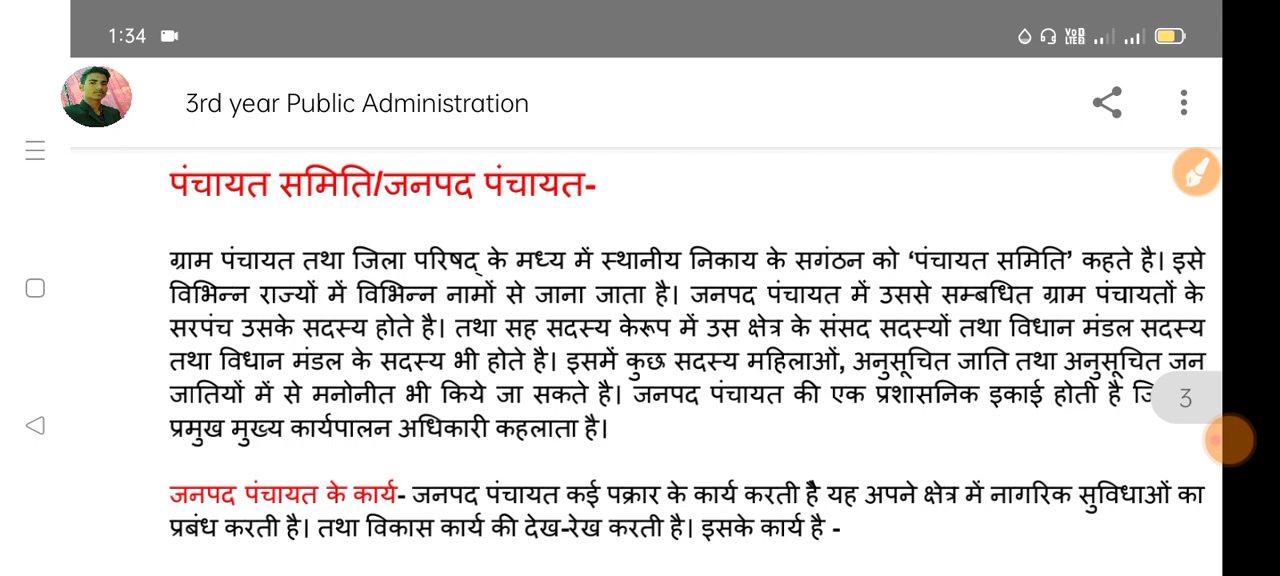 1:34
VoD LTE2
3rd year Public Administration
पंचायत समिति/जनपद पंचायत-
ग्राम पंचायत तथा जिला परिषद् के मध्य में स्थानीय निकाय के सगंठन को ‘पंचायत समिति’ कहते है। इसे
विभिन्न राज्यों में विभिन्न नामों से जाना जाता है। जनपद पंचायत में उससे सम्बधित ग्राम पंचायतों के
सरपंच उसके सदस्य होते है। तथा सह सदस्य केरूप में उस क्षेत्र के संसद सदस्यों तथा विधान मंडल सदस्य
तथा विधान मंडल के सदस्य भी होते है। इसमें कुछ सदस्य महिलाओं, अनुसूचित जाति तथा अनुसूचित जन
जातियों में से मनोनीत भी किये जा सकते है। जनपद पंचायत की एक प्रशासनिक इकाई होती है
3
प्रमुख मुख्य कार्यपालन अधिकारी कहलाता है।
जनपद पंचायत के कार्य- जनपद पंचायत कई पक्रार के कार्य करती है यह अपने क्षेत्र में नागरिक सुविधाओं का
प्रबंध करती है। तथा विकास कार्य की देख-रेख करती है। इसके कार्य है -